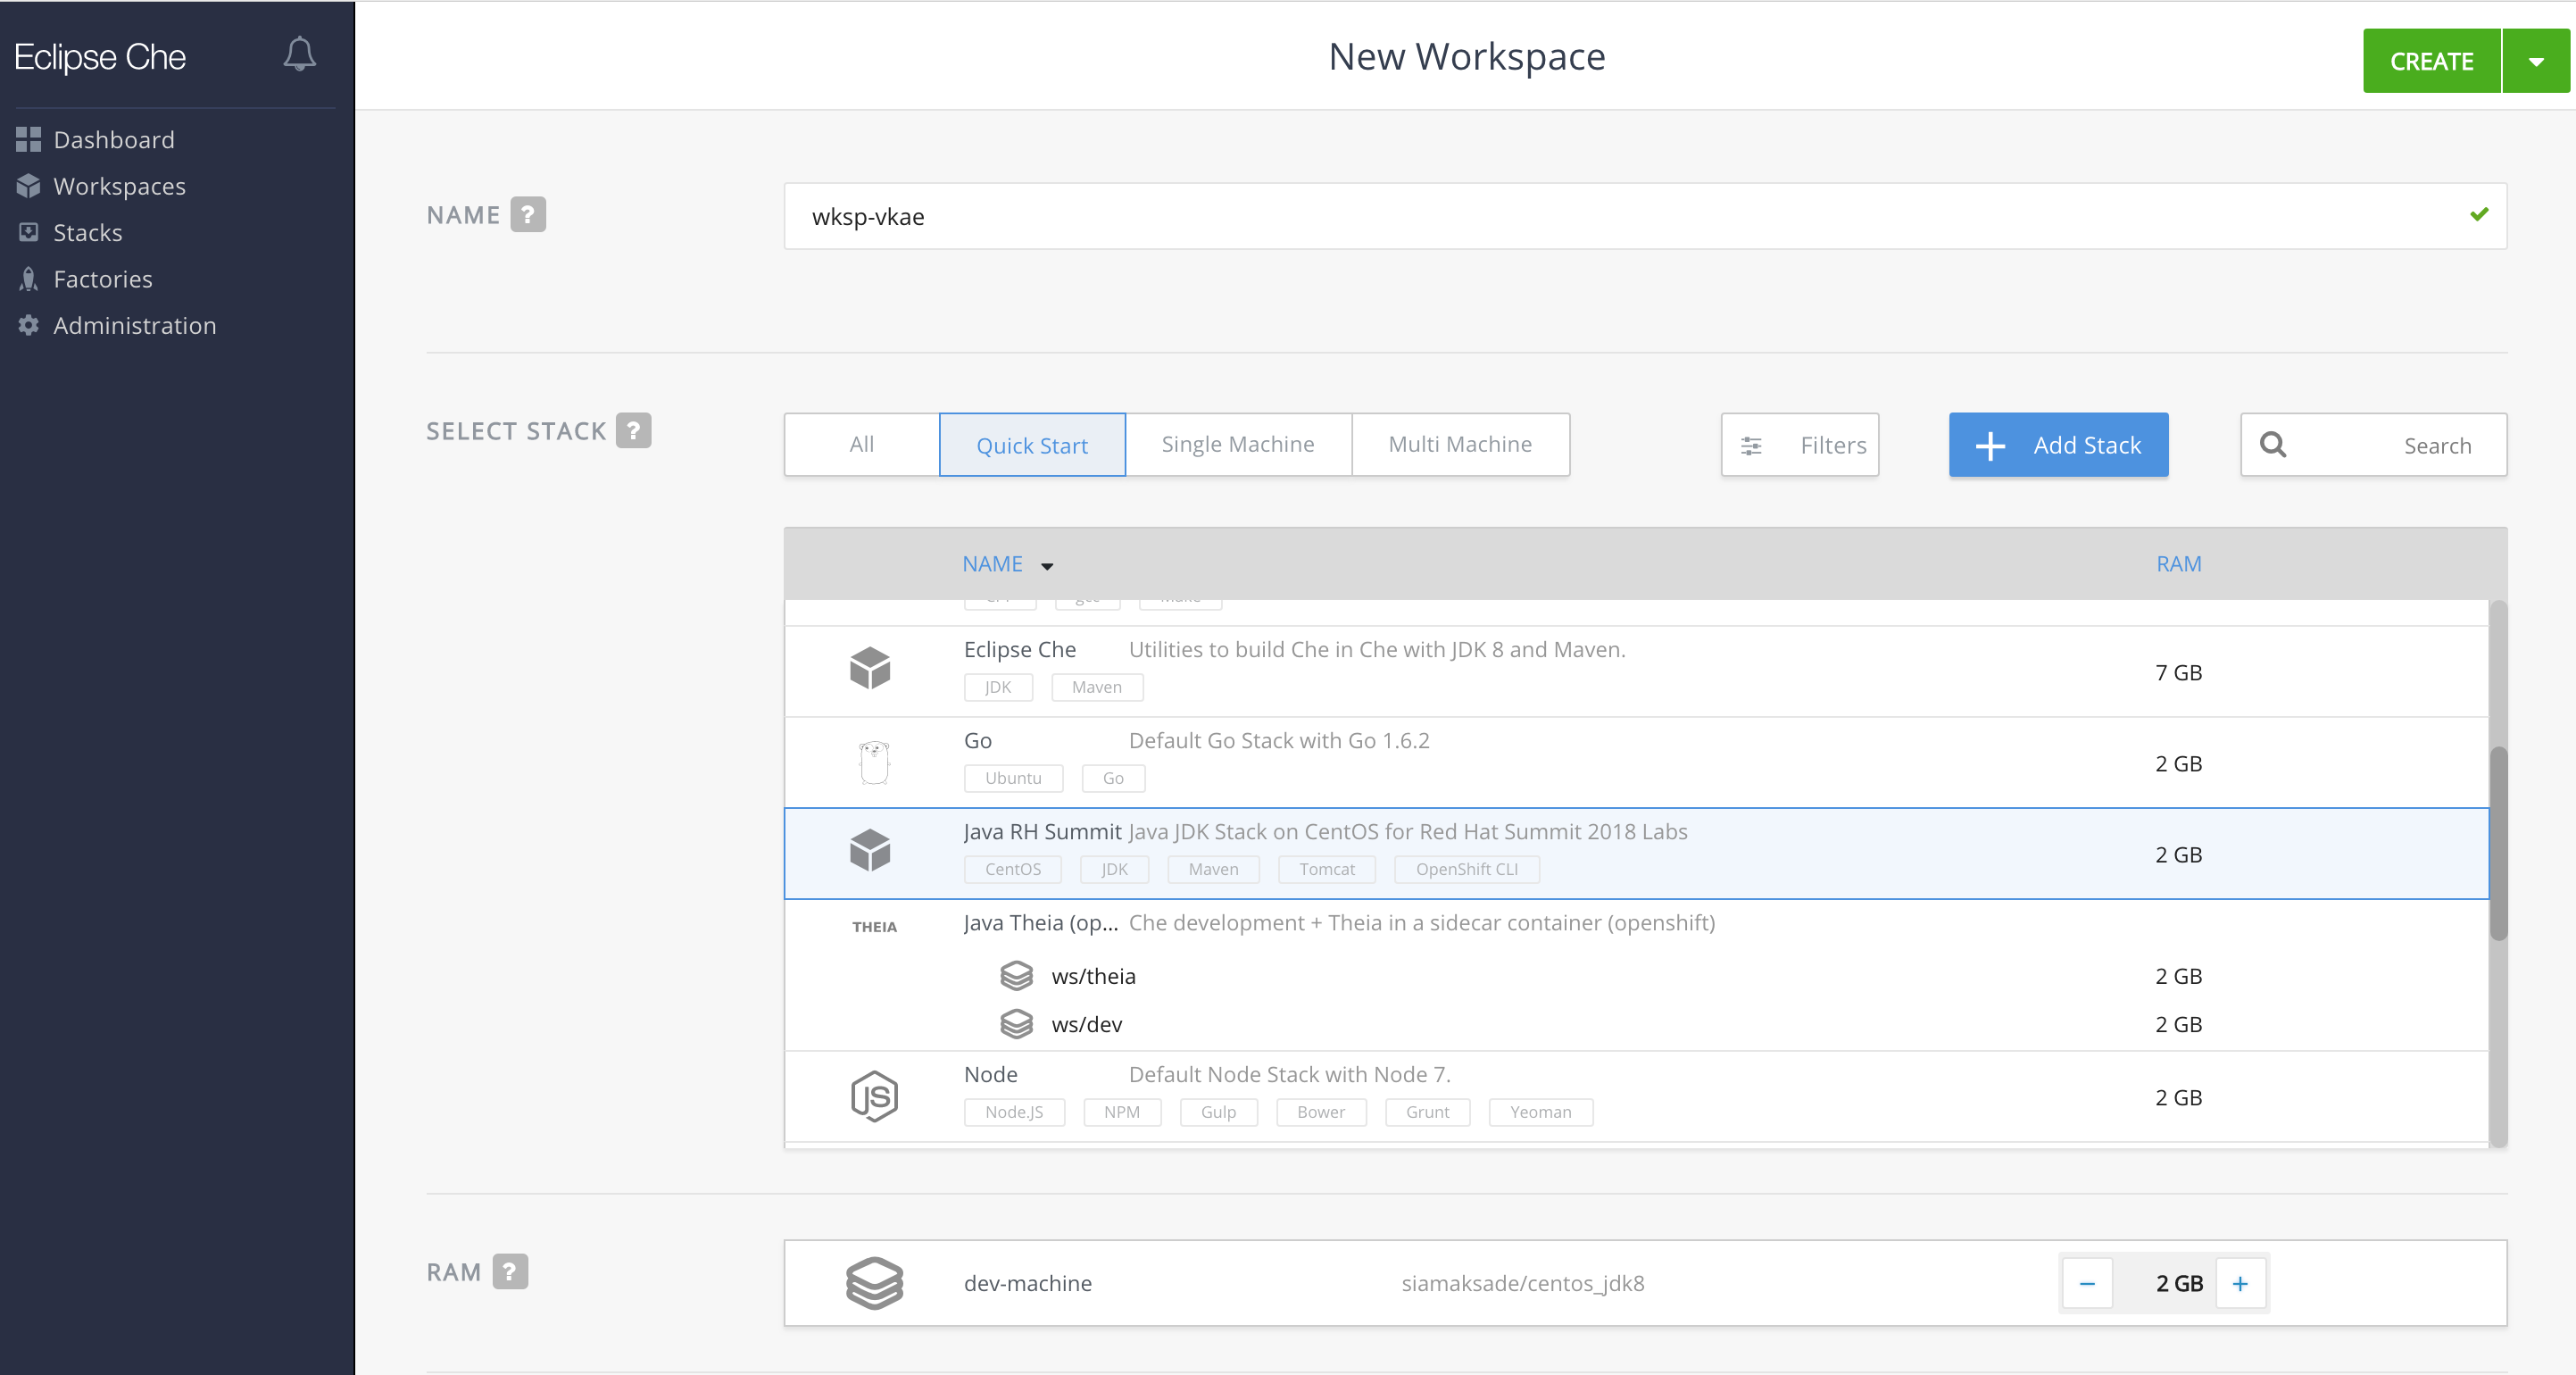 Eclipse Che
New Workspace
CREATE
Dashboard
Workspaces
Stacks
Factories
Administration
NAME ?
wksp-vkae
SELECT STACK ?
All Quick Start Single Machine Multi Machine Filters Add Stack Search
NAME RAM
Eclipse Che Utilities to build Che in Che with JDK 8 and Maven.
7 GB
JDK Maven
Go Default Go Stack with Go 1.6.2
2 GB
Ubuntu Go
Java RH Summit Java JDK Stack on CentOS for Red Hat Summit 2018 Labs
2 GB
CentOS JDK Maven Tomcat OpenShift CLI
THEIA Java Theia (op... Che development + Theia in a sidecar container (openshift)
ws/theia 2 GB
ws/dev 2 GB
Node Default Node Stack with Node 7.
2 GB
Node.JS NPM Gulp Bower Grunt Yeoman
RAM ?
dev-machine siamaksade/centos_jdk8 − 2 GB +